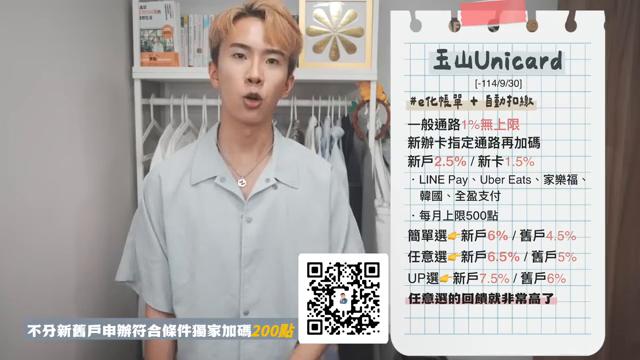 玉山Unicard
[-114/9/30]
#e化帳單 + 自動扣繳
一般通路1%無上限
新辦卡指定通路再加碼
新戶2.5% / 新卡1.5%
· LINE Pay、Uber Eats、家樂福、
韓國、全盈支付
· 每月上限500點
簡單選👉新戶6% / 舊戶4.5%
任意選👉新戶6.5% / 舊戶5%
UP選👉新戶7.5% / 舊戶6%
任意選的回饋就非常高了
不分新舊戶申辦符合條件獨家加碼200點